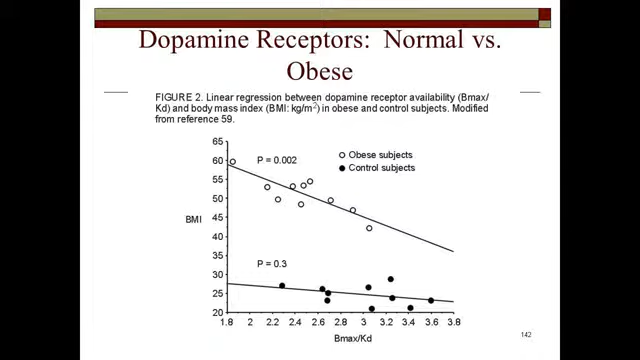 Dopamine Receptors: Normal vs.
Obese
FIGURE 2. Linear regression between dopamine receptor availability (Bmax/
Kd) and body mass index (BMI: kg/m²) in obese and control subjects. Modified
from reference 59.
65
60
55
50
45
40
35
30
25
20
BMI
P = 0.002
P = 0.3
Obese subjects
Control subjects
1.8 2 2.2 2.4 2.6 2.8 3 3.2 3.4 3.6 3.8
Bmax/Kd
142